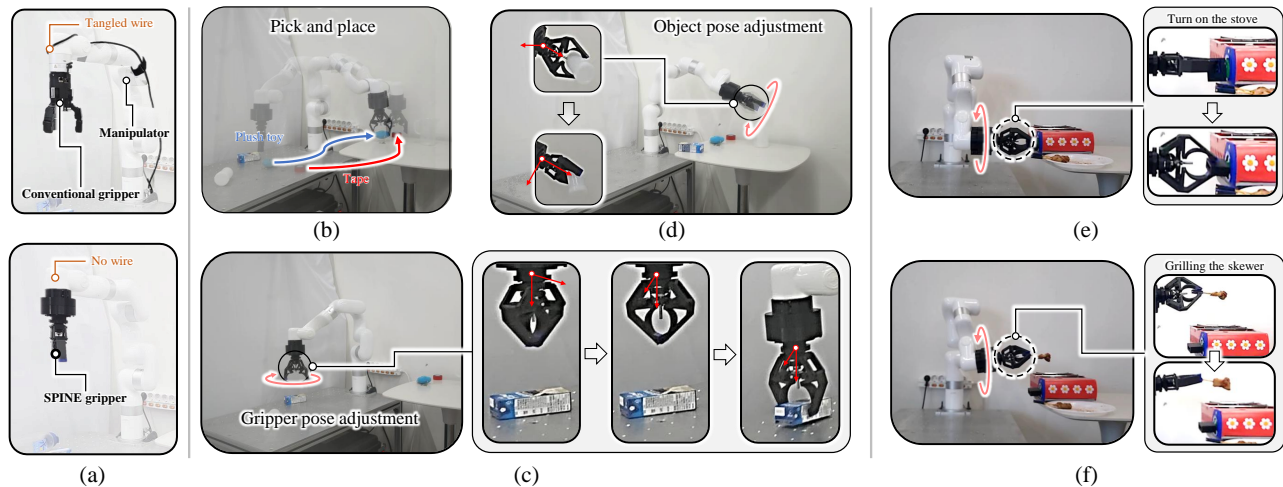 Tangled wire
Manipulator
Conventional gripper
No wire
SPINE gripper
(a)
Pick and place
Plush toy
Tape
(b)
Object pose adjustment
(d)
Gripper pose adjustment
(c)
Turn on the stove
(e)
Grilling the skewer
(f)